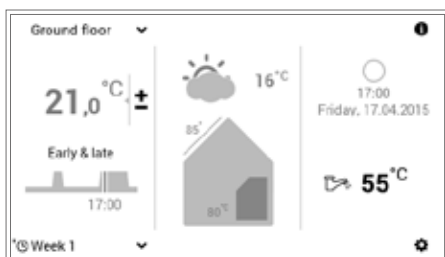 Ground floor
21,0 °C ±
Early & late
17:00
Week 1
16°C
85°
80°C
17:00
Friday, 17.04.2015
55°C